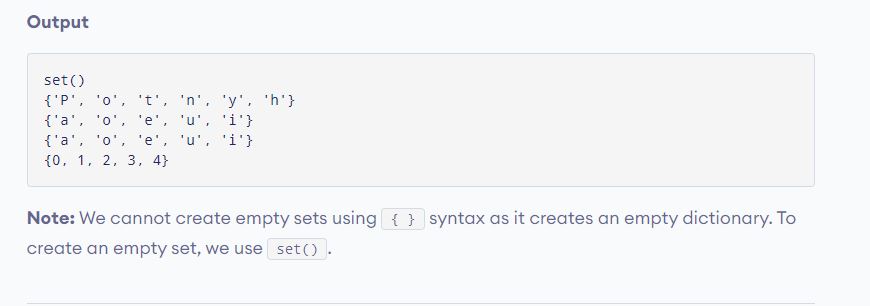 Output
set()
{'P', 'o', 't', 'n', 'y', 'h'}
{'a', 'o', 'e', 'u', 'i'}
{'a', 'o', 'e', 'u', 'i'}
{0, 1, 2, 3, 4}
Note: We cannot create empty sets using { } syntax as it creates an empty dictionary. To
create an empty set, we use set() .